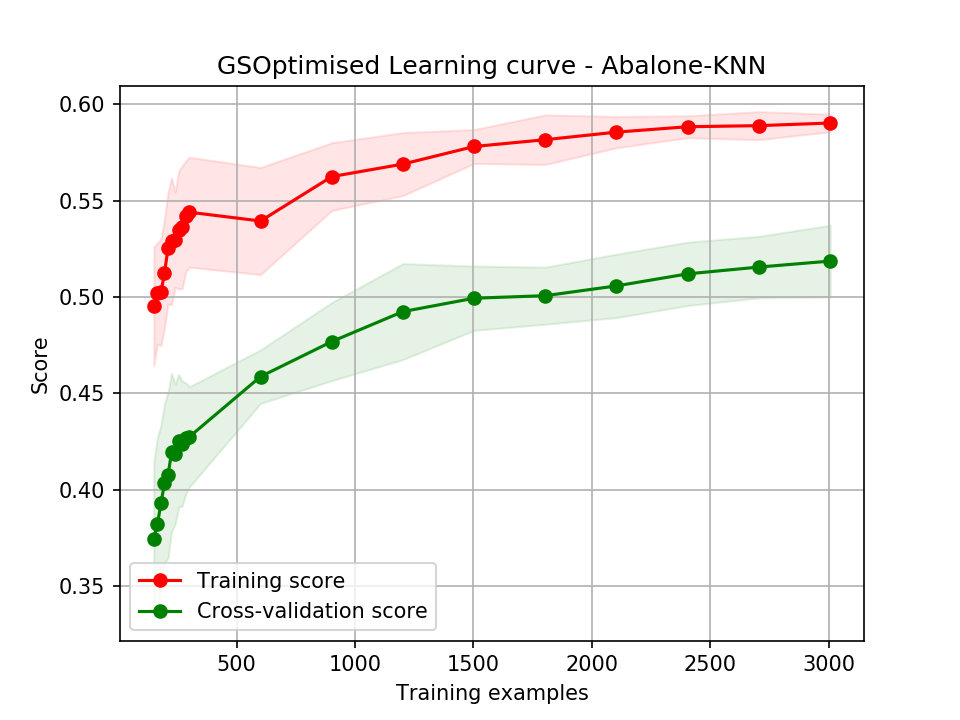 GSOptimised Learning curve - Abalone-KNN
0.60
0.55
0.50
0.45
0.40
0.35
Score
Training score
Cross-validation score
500 1000 1500 2000 2500 3000
Training examples